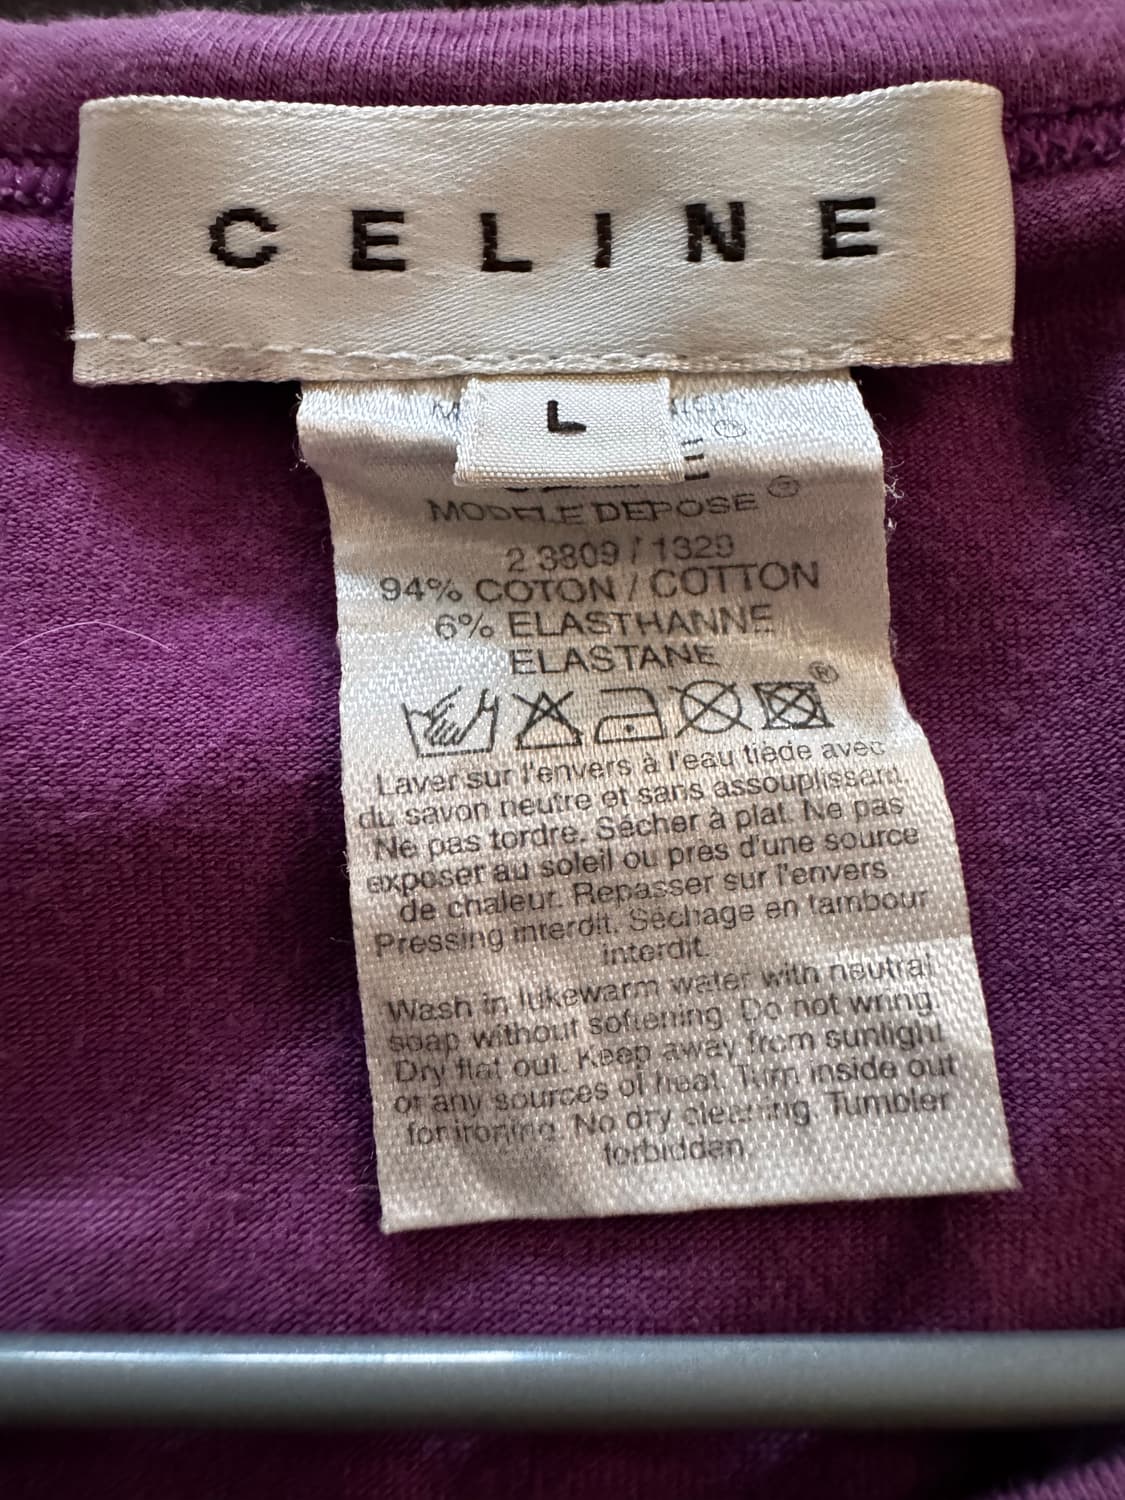 CELINE
L
MODELE DEPOSE ®
2 3809 / 1329
94% COTON / COTTON
6% ELASTHANNE
ELASTANE
®
Laver sur l'envers à l'eau tiède avec
du savon neutre et sans assouplissant.
Ne pas tordre. Sécher à plat. Ne pas
exposer au soleil ou près d'une source
de chaleur. Repasser sur l'envers.
Pressing interdit. Séchage en tambour
interdit.
Wash in lukewarm water with neutral
soap without softening. Do not wring.
Dry flat out. Keep away from sunlight
or any sources of heat. Turn inside out
for ironing. No dry cleaning. Tumbler
forbidden.